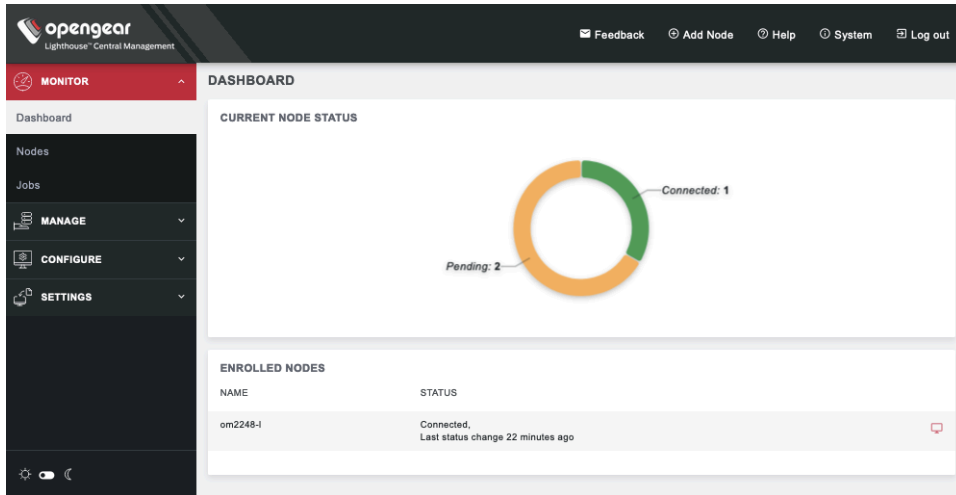 opengear
Lighthouse™ Central Management
Feedback
Add Node
Help
System
Log out
MONITOR
Dashboard
Nodes
Jobs
MANAGE
CONFIGURE
SETTINGS
DASHBOARD
CURRENT NODE STATUS
Connected: 1
Pending: 2
ENROLLED NODES
NAME STATUS
om2248-l Connected,
Last status change 22 minutes ago